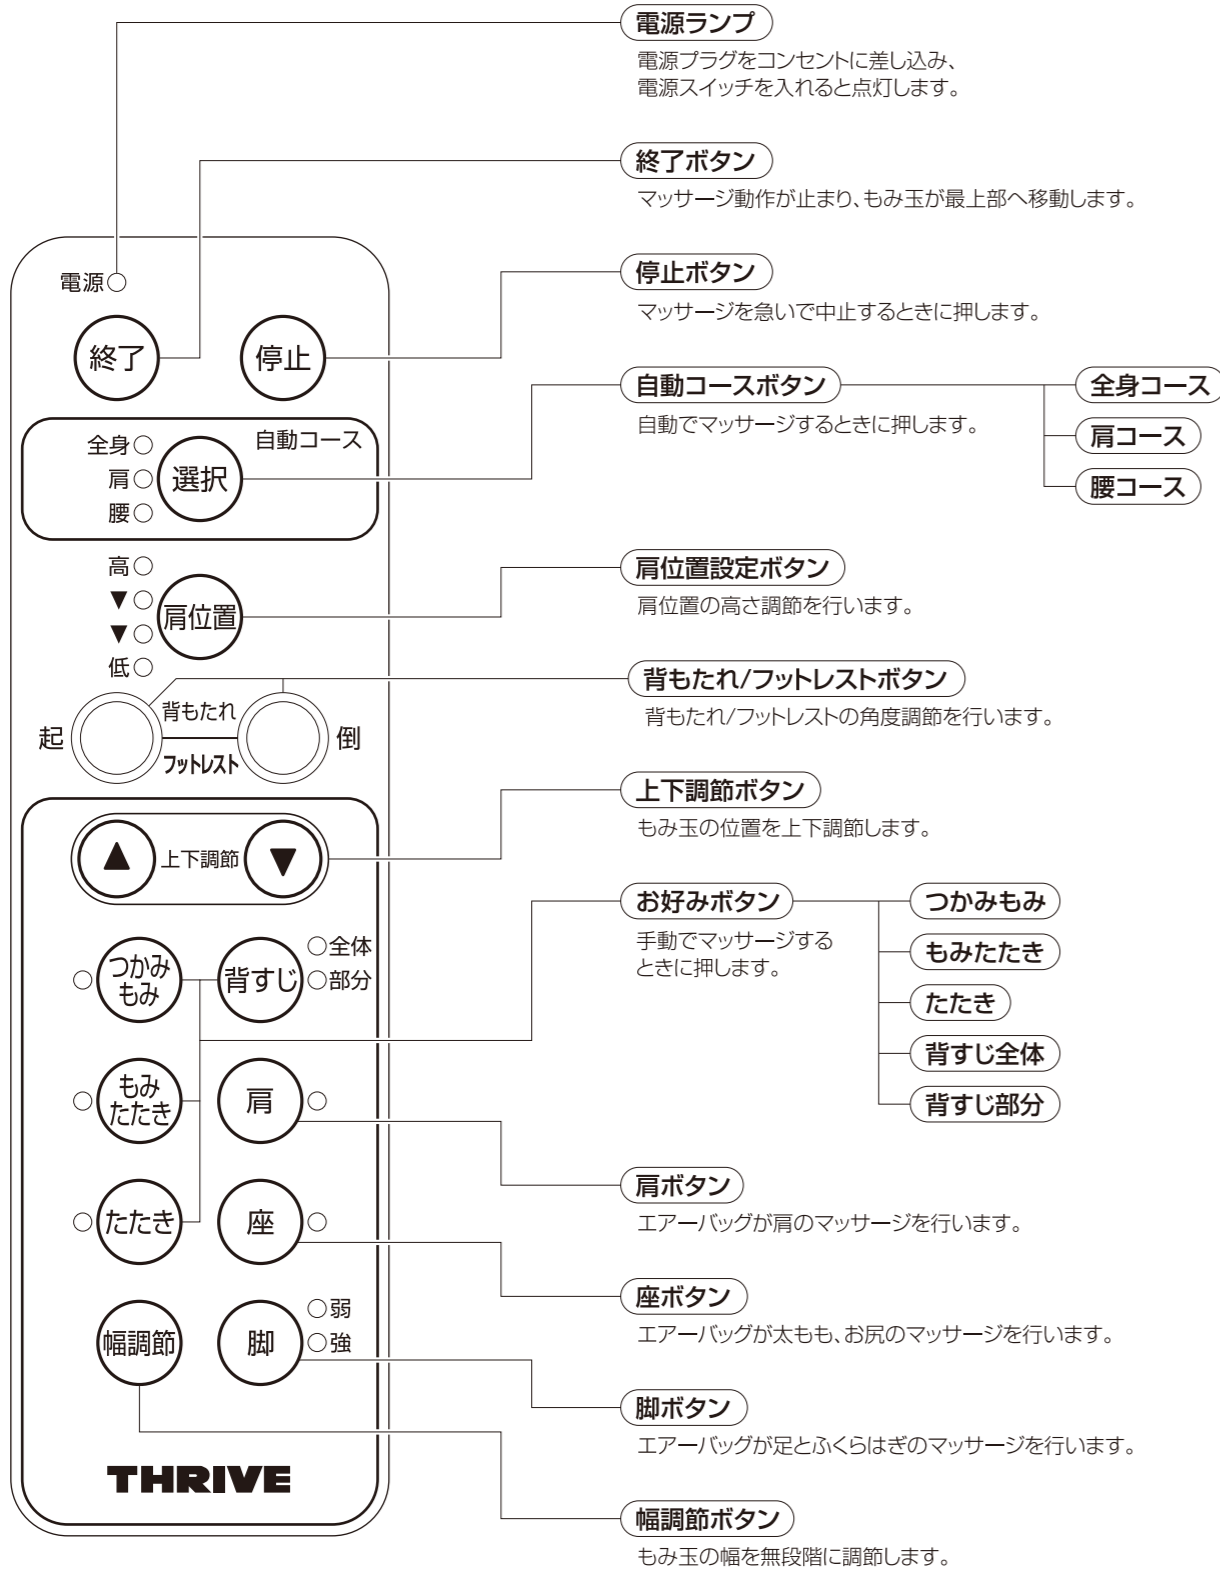 電源ランプ
電源プラグをコンセントに差し込み、
電源スイッチを入れると点灯します。
終了ボタン
マッサージ動作が止まり、もみ玉が最上部へ移動します。
停止ボタン
マッサージを急いで中止するときに押します。
自動コースボタン
自動でマッサージするときに押します。
全身コース
肩コース
腰コース
肩位置設定ボタン
肩位置の高さ調節を行います。
背もたれ/フットレストボタン
背もたれ/フットレストの角度調節を行います。
上下調節ボタン
もみ玉の位置を上下調節します。
お好みボタン
手動でマッサージする
ときに押します。
つかみもみ
もみたたき
たたき
背すじ全体
背すじ部分
肩ボタン
エアーバッグが肩のマッサージを行います。
座ボタン
エアーバッグが太もも、お尻のマッサージを行います。
脚ボタン
エアーバッグが足とふくらはぎのマッサージを行います。
幅調節ボタン
もみ玉の幅を無段階に調節します。
電源○
終了
停止
自動コース
全身○
肩○
腰○
選択
高○
▼○
▼○
低○
肩位置
起
背もたれ
フットレスト
倒
▲
上下調節
▼
つかみ
もみ
背すじ
○全体
○部分
もみ
たたき
肩
たたき
座
幅調節
脚
○弱
○強
THRIVE